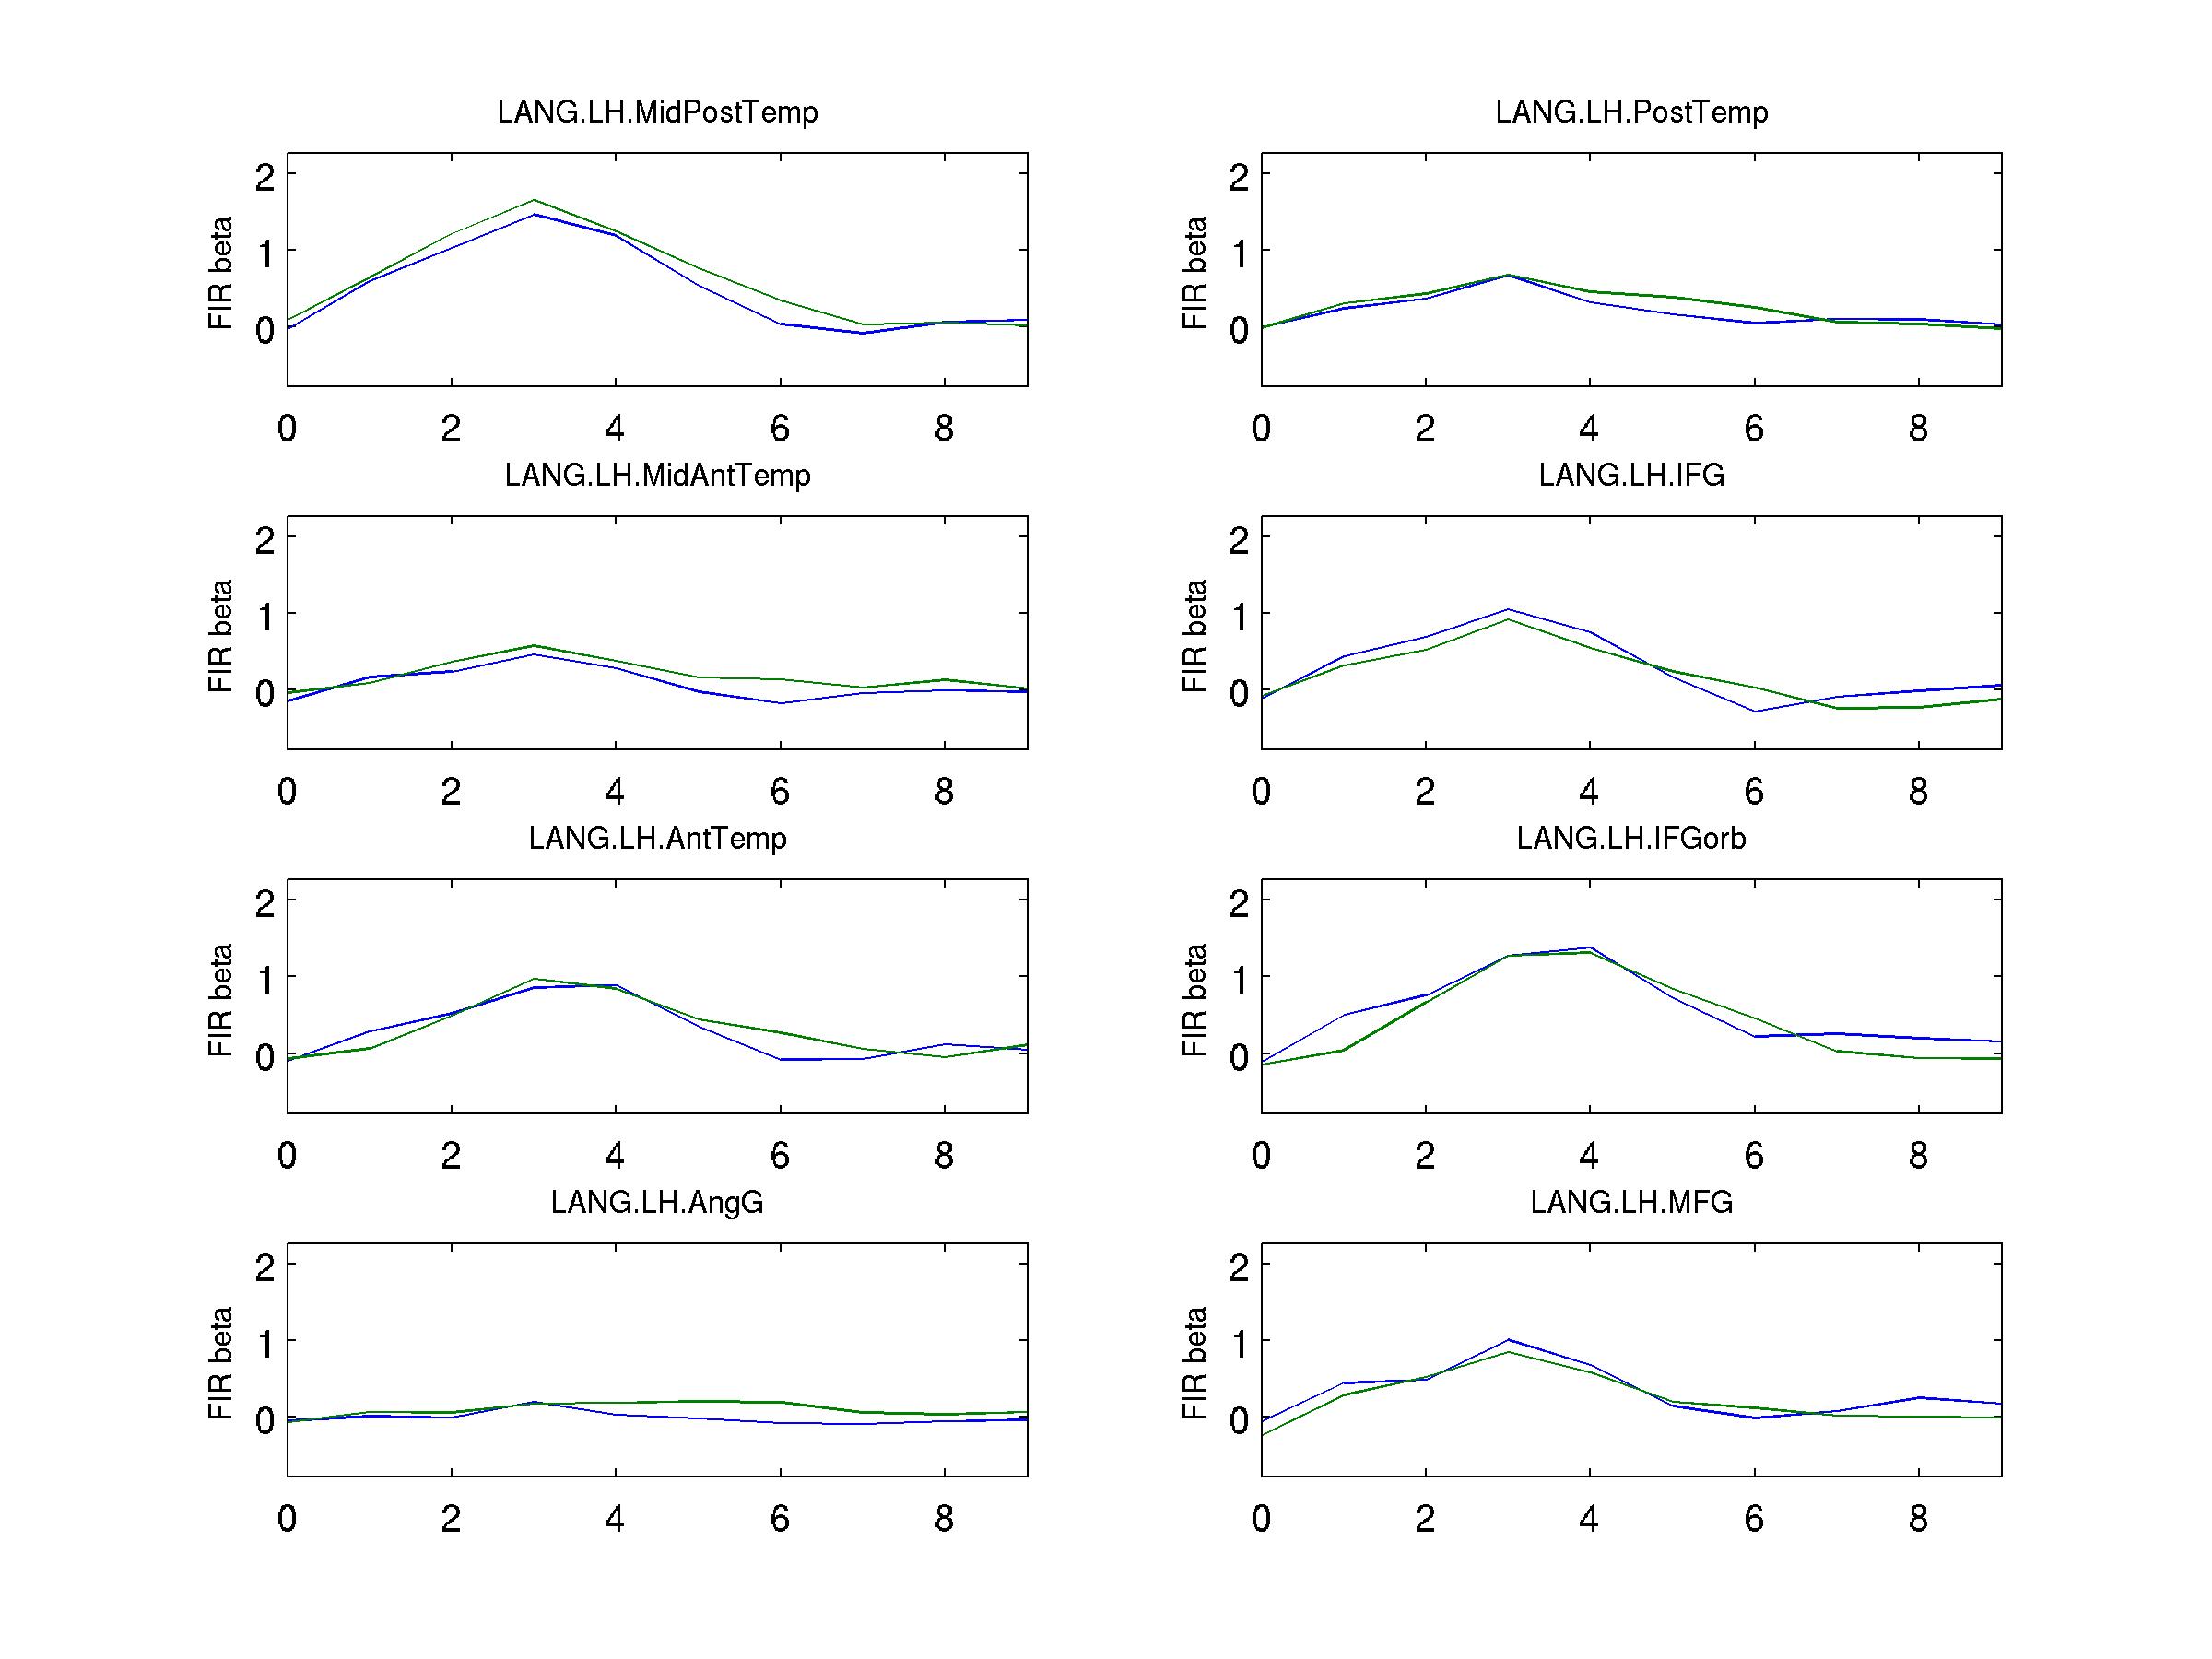 LANG.LH.MidPostTemp
FIR beta
2
1
0
0 2 4 6 8
LANG.LH.PostTemp
FIR beta
2
1
0
0 2 4 6 8
LANG.LH.MidAntTemp
FIR beta
2
1
0
0 2 4 6 8
LANG.LH.IFG
FIR beta
2
1
0
0 2 4 6 8
LANG.LH.AntTemp
FIR beta
2
1
0
0 2 4 6 8
LANG.LH.IFGorb
FIR beta
2
1
0
0 2 4 6 8
LANG.LH.AngG
FIR beta
2
1
0
0 2 4 6 8
LANG.LH.MFG
FIR beta
2
1
0
0 2 4 6 8